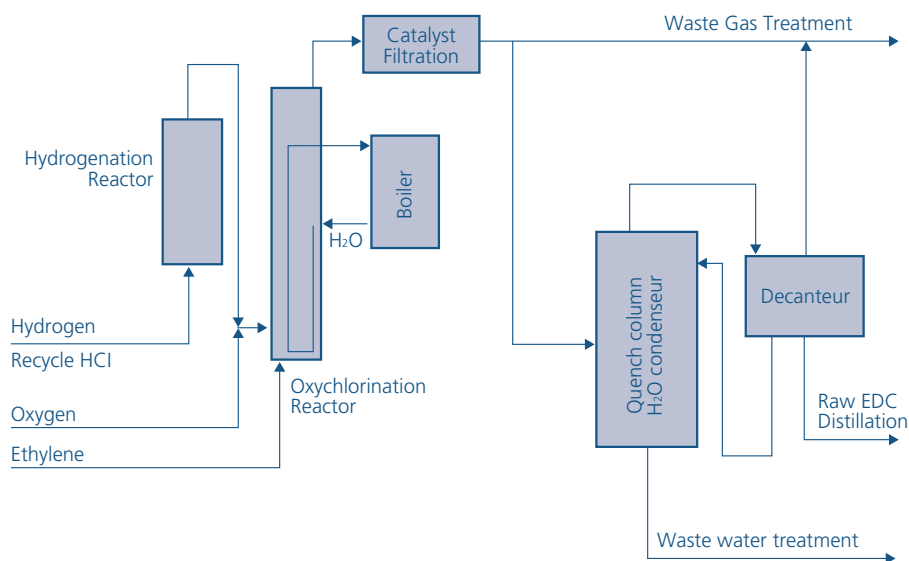 Waste Gas Treatment
Catalyst
Filtration
Hydrogenation
Reactor
Boiler
H₂O
Quench column
H₂O condenseur
Decanteur
Hydrogen
Recycle HCI
Oxychlorination
Reactor
Oxygen
Ethylene
Raw EDC
Distillation
Waste water treatment